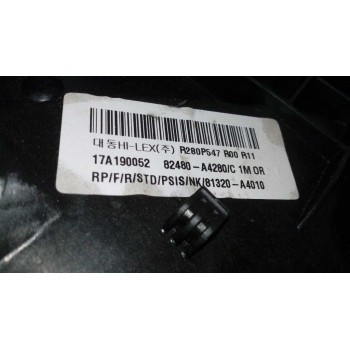 대동HI-LEX(주) R280P547 R00 R11
17A190052 82480-A4280/C 1M OR
RP/F/R/STD/PSIS/NK/81320-A4010